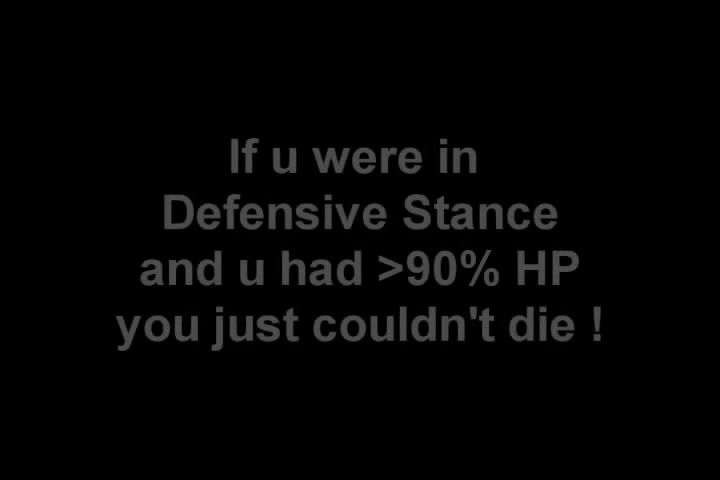 If u were in
Defensive Stance
and u had >90% HP
you just couldn't die !